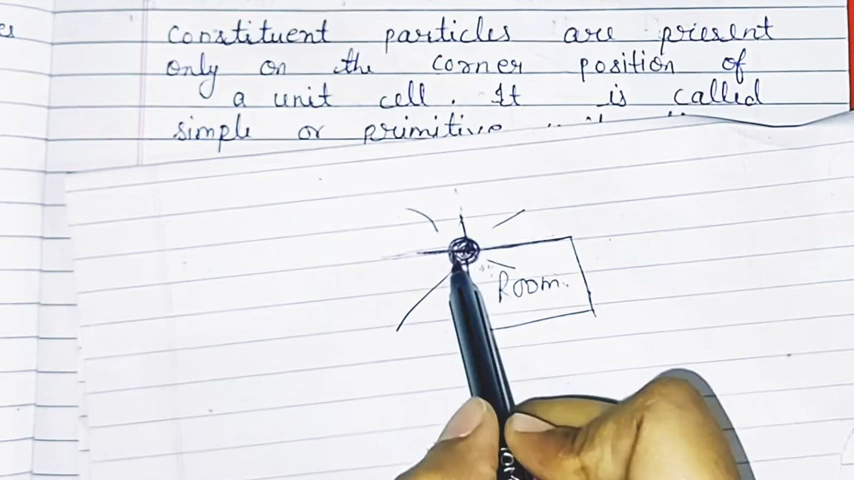 constituent particles are present
only on the corner position of
a unit cell. It is called
simple or primitive
Room.